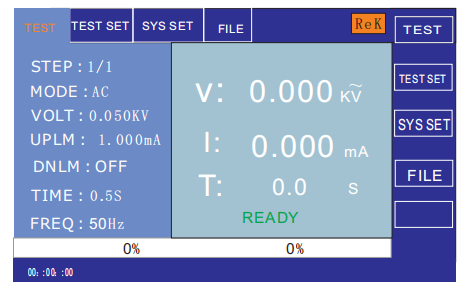 TEST TEST SET SYS SET FILE ReK TEST
STEP : 1/1
MODE : AC
VOLT : 0.050KV
UPLM : 1.000mA
DNLM : OFF
TIME : 0.5S
FREQ : 50Hz
V: 0.000 KV
I: 0.000 mA
T: 0.0 S
READY
TEST SET
SYS SET
FILE
0% 0%
00: :00: :00